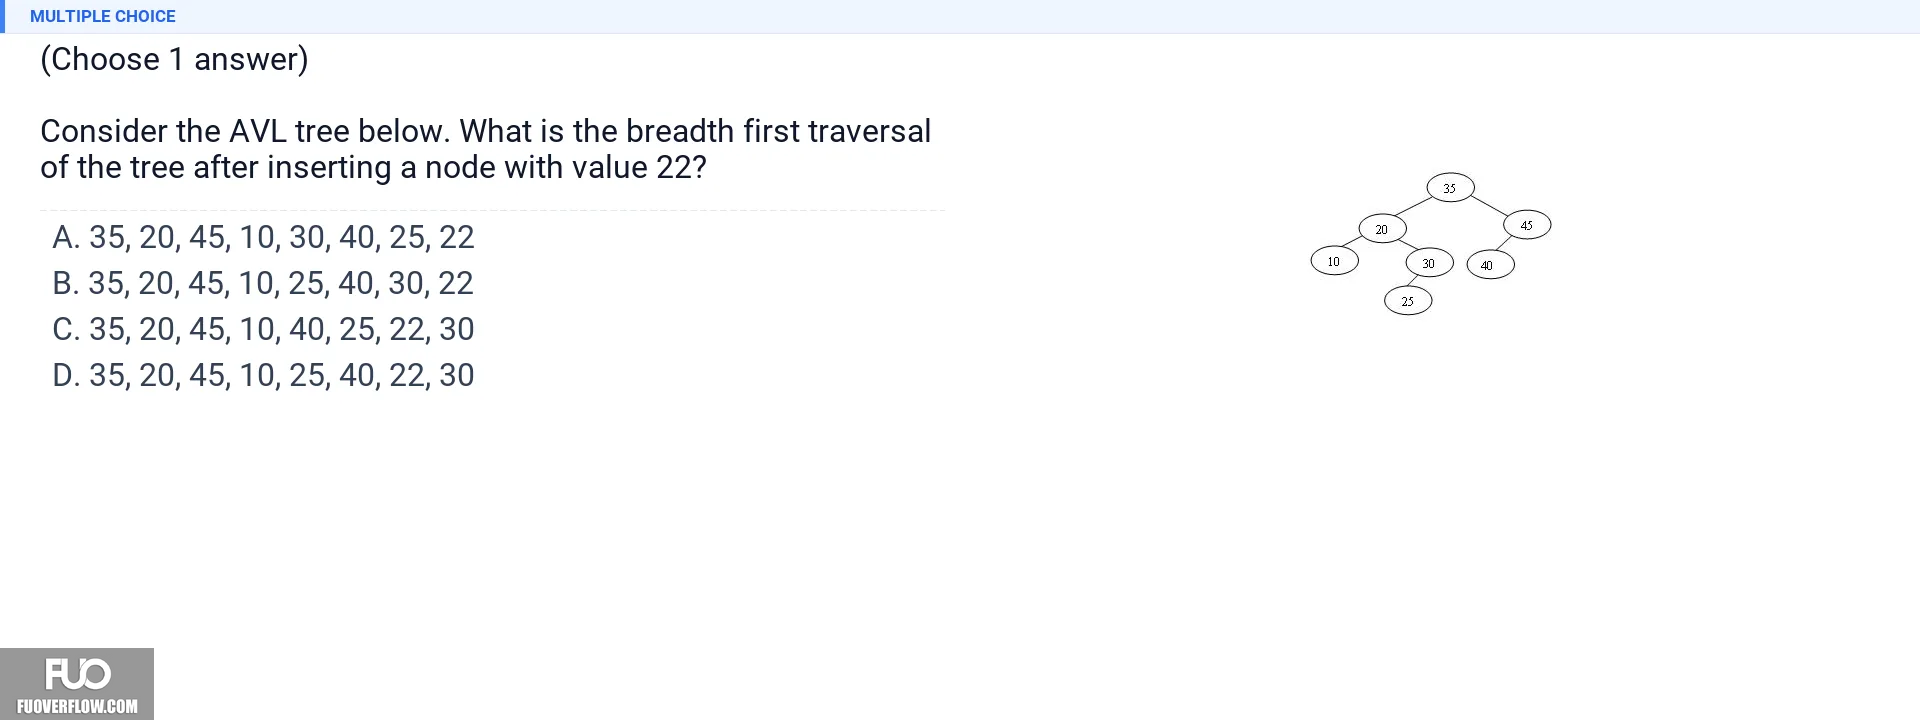 MULTIPLE CHOICE
(Choose 1 answer)
Consider the AVL tree below. What is the breadth first traversal
of the tree after inserting a node with value 22?
A. 35, 20, 45, 10, 30, 40, 25, 22
B. 35, 20, 45, 10, 25, 40, 30, 22
C. 35, 20, 45, 10, 40, 25, 22, 30
D. 35, 20, 45, 10, 25, 40, 22, 30
35
20
45
10
30
40
25
FUO
FUOVERFLOW.COM